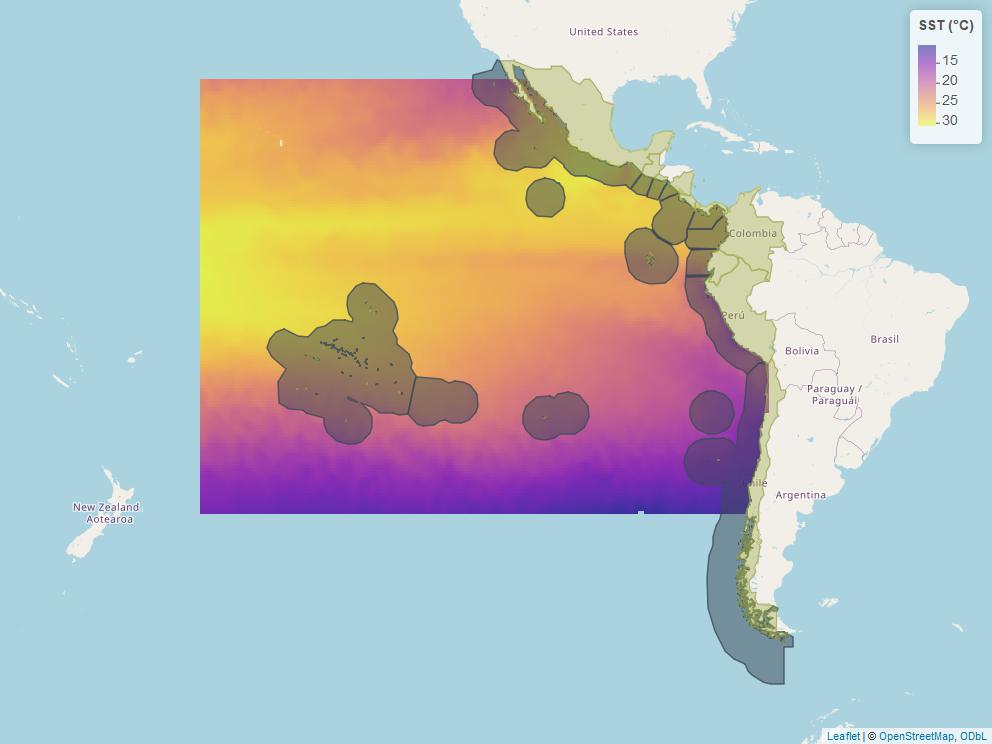 SST (°C)
15
20
25
30
United States
Colombia
Perú
Brasil
Bolivia
Paraguay /
Paraguái
hile
Argentina
New Zealand
Aotearoa
Leaflet | © OpenStreetMap, ODbL